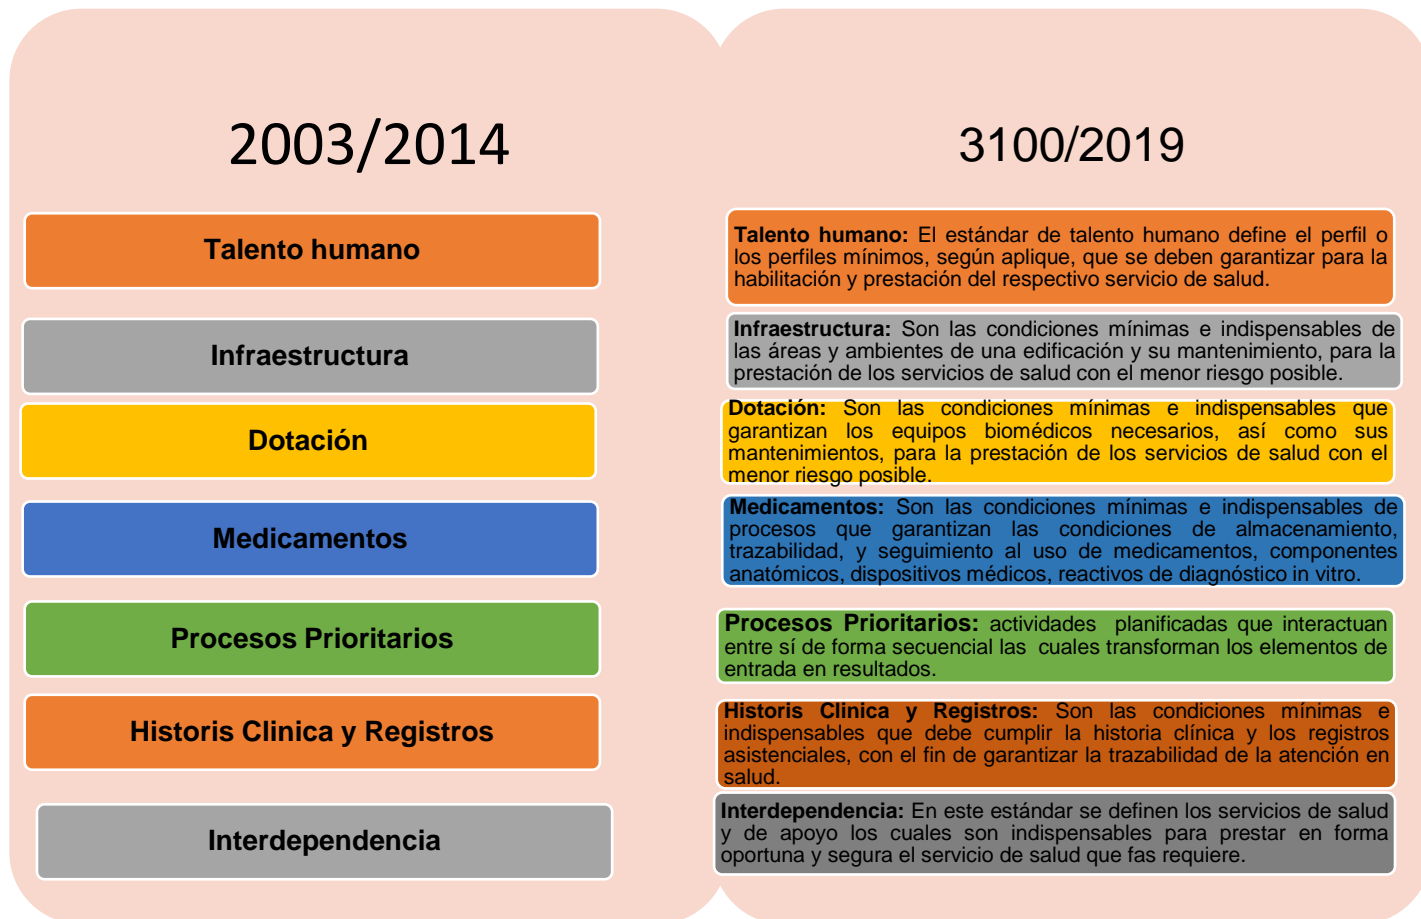 2003/2014
3100/2019
Talento humano
Talento humano: El estándar de talento humano define el perfil o
los perfiles mínimos, según aplique, que se deben garantizar para la
habilitación y prestación del respectivo servicio de salud.
Infraestructura
Infraestructura: Son las condiciones mínimas e indispensables de
las áreas y ambientes de una edificación y su mantenimiento, para la
prestación de los servicios de salud con el menor riesgo posible.
Dotación
Dotación: Son las condiciones mínimas e indispensables que
garantizan los equipos biomédicos necesarios, así como sus
mantenimientos, para la prestación de los servicios de salud con el
menor riesgo posible.
Medicamentos
Medicamentos: Son las condiciones mínimas e indispensables de
procesos que garantizan las condiciones de almacenamiento,
trazabilidad, y seguimiento al uso de medicamentos, componentes
anatómicos, dispositivos médicos, reactivos de diagnóstico in vitro.
Procesos Prioritarios
Procesos Prioritarios: actividades planificadas que interactuan
entre sí de forma secuencial las cuales transforman los elementos de
entrada en resultados.
Historis Clinica y Registros
Historis Clinica y Registros: Son las condiciones mínimas e
indispensables que debe cumplir la historia clínica y los registros
asistenciales, con el fin de garantizar la trazabilidad de la atención en
salud.
Interdependencia
Interdependencia: En este estándar se definen los servicios de salud
y de apoyo los cuales son indispensables para prestar en forma
oportuna y segura el servicio de salud que fas requiere.